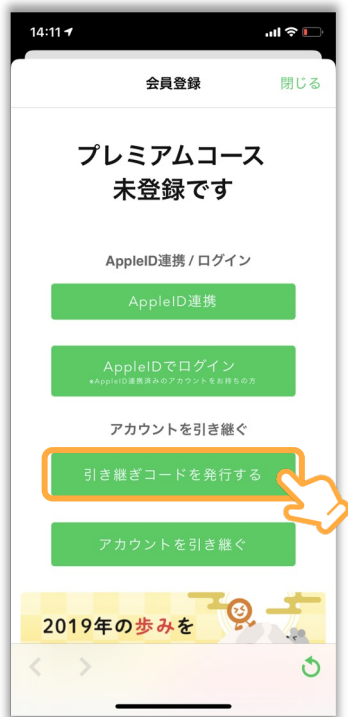 14:11
会員登録
閉じる
プレミアムコース
未登録です
AppleID連携 / ログイン
AppleID連携
AppleIDでログイン
※AppleID連携済みのアカウントをお持ちの方
アカウントを引き継ぐ
引き継ぎコードを発行する
アカウントを引き継ぐ
2019年の歩みを